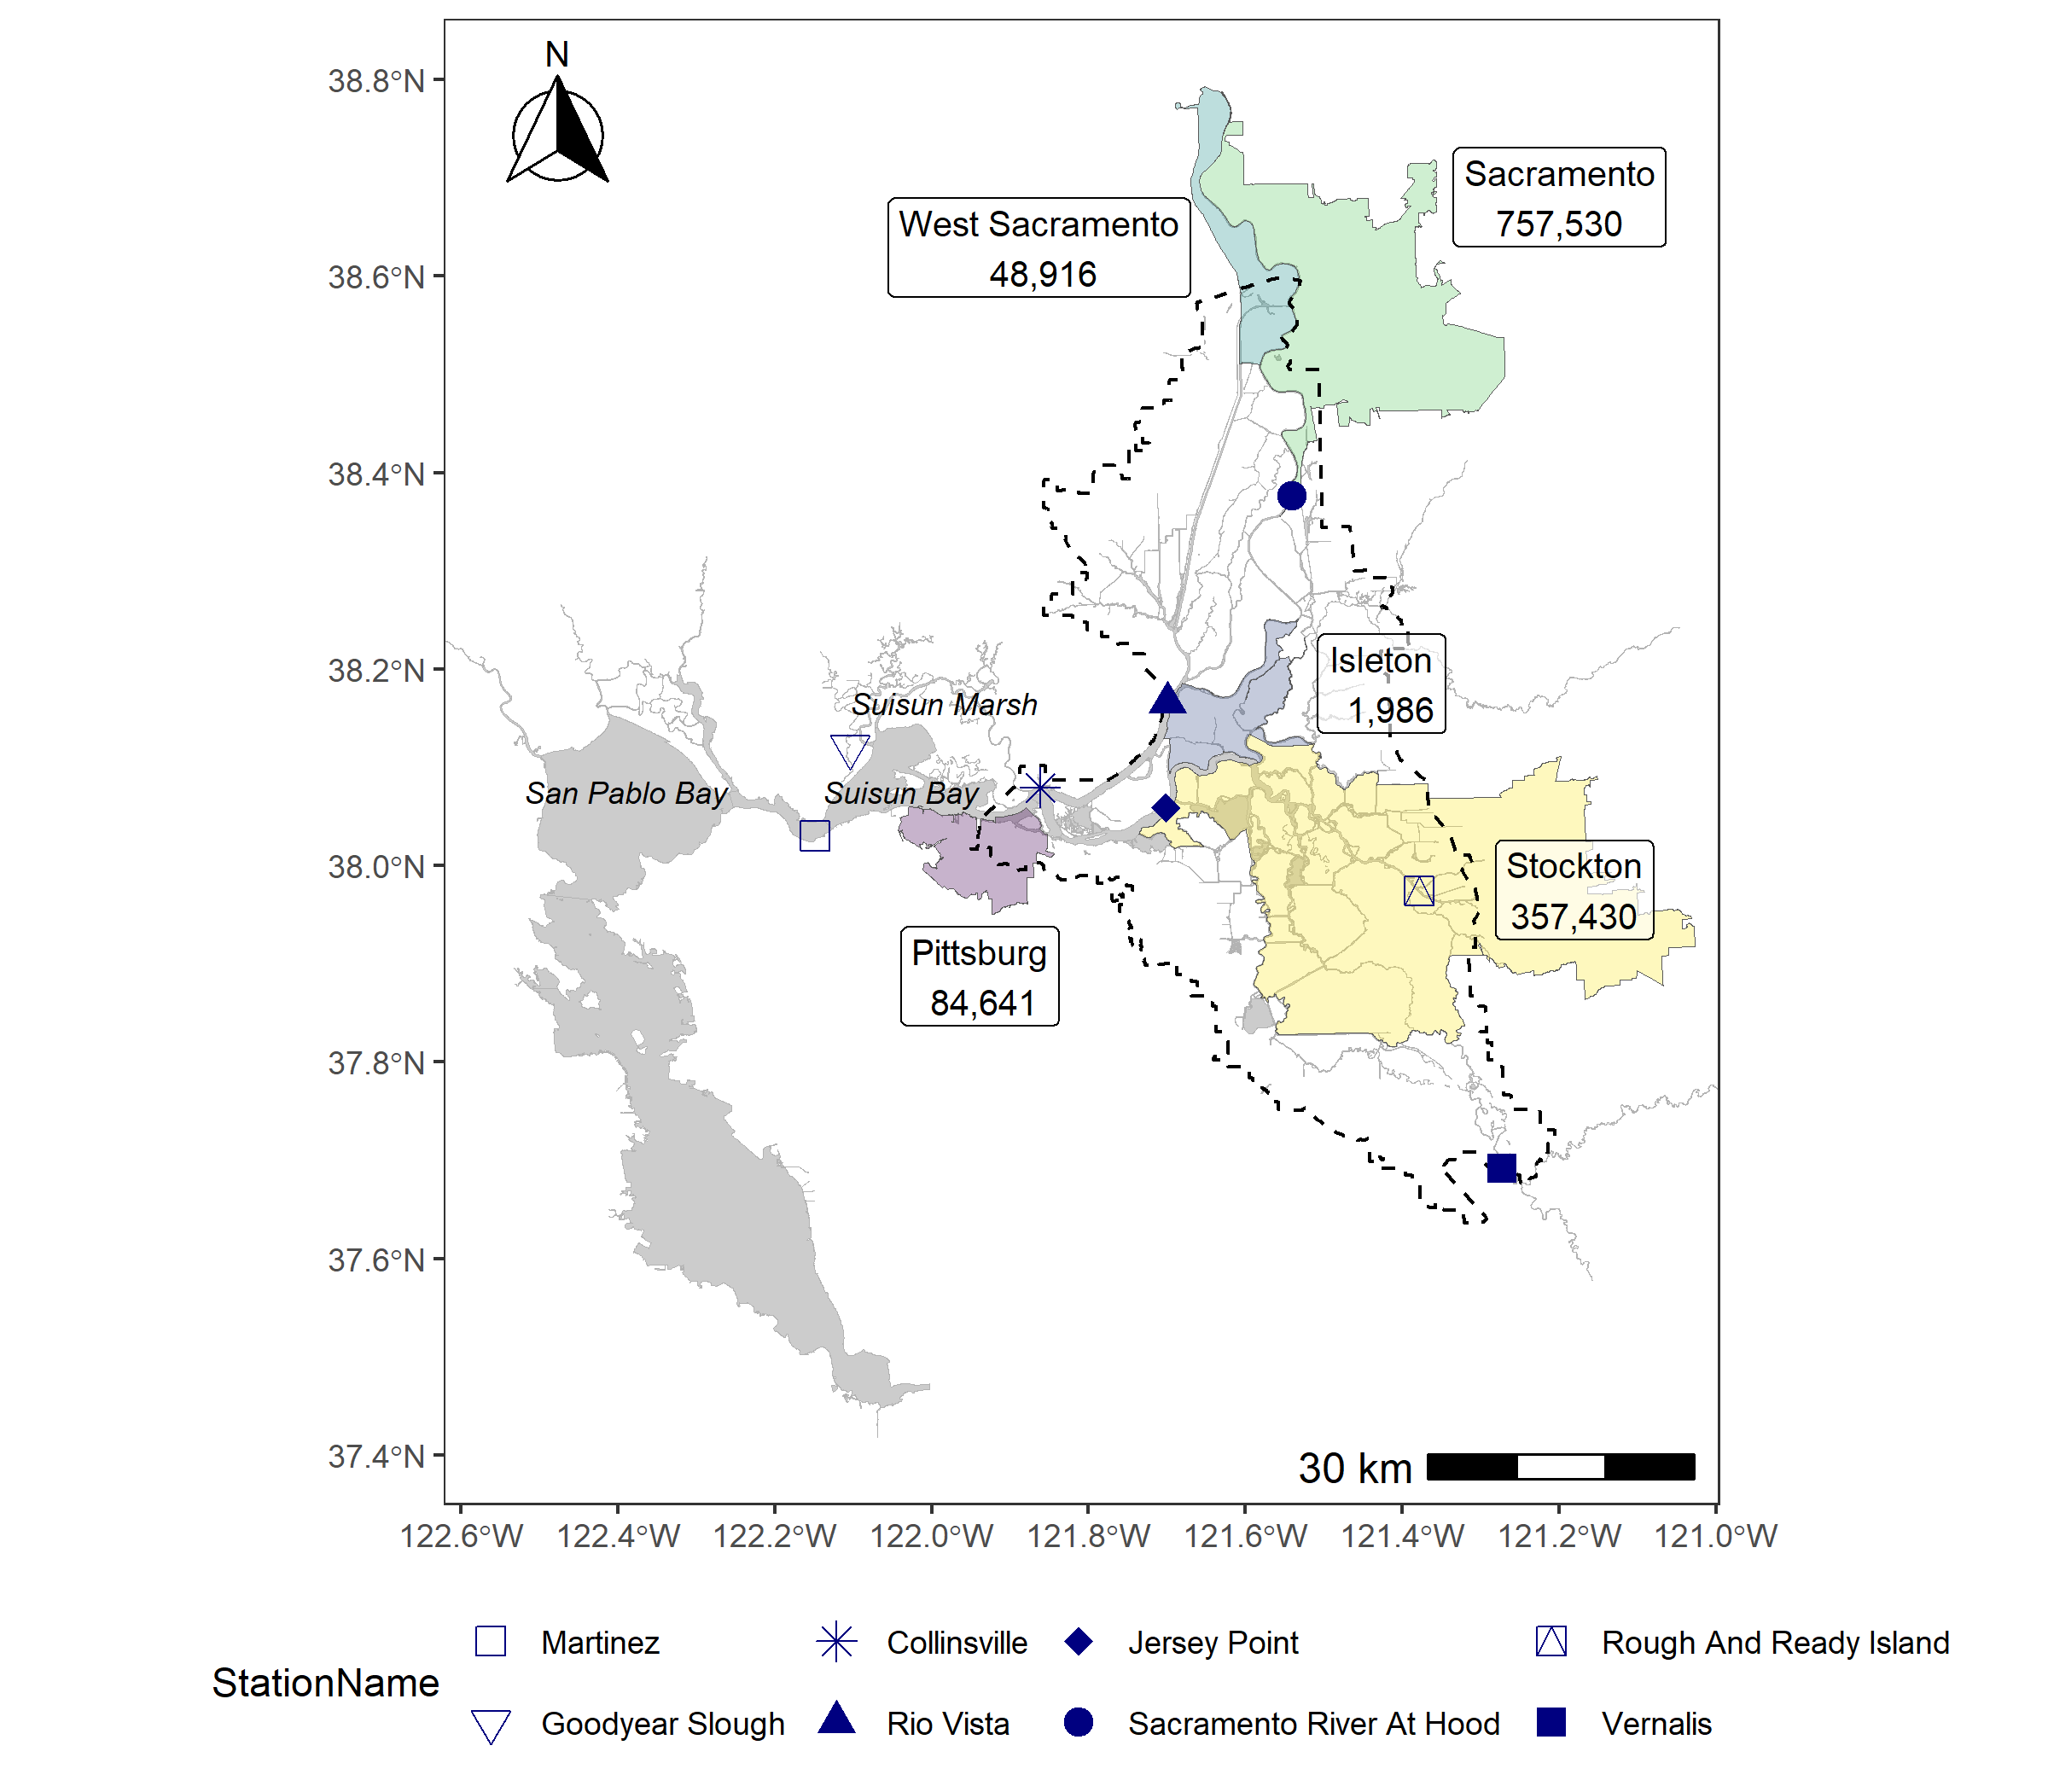 N
38.8°N
38.6°N
38.4°N
38.2°N
38.0°N
37.8°N
37.6°N
37.4°N
Sacramento
757,530
West Sacramento
48,916
Isleton
1,986
Suisun Marsh
San Pablo Bay
Suisun Bay
Stockton
357,430
Pittsburg
84,641
30 km
122.6°W 122.4°W 122.2°W 122.0°W 121.8°W 121.6°W 121.4°W 121.2°W 121.0°W
StationName
Martinez
Collinsville
Jersey Point
Rough And Ready Island
Goodyear Slough
Rio Vista
Sacramento River At Hood
Vernalis